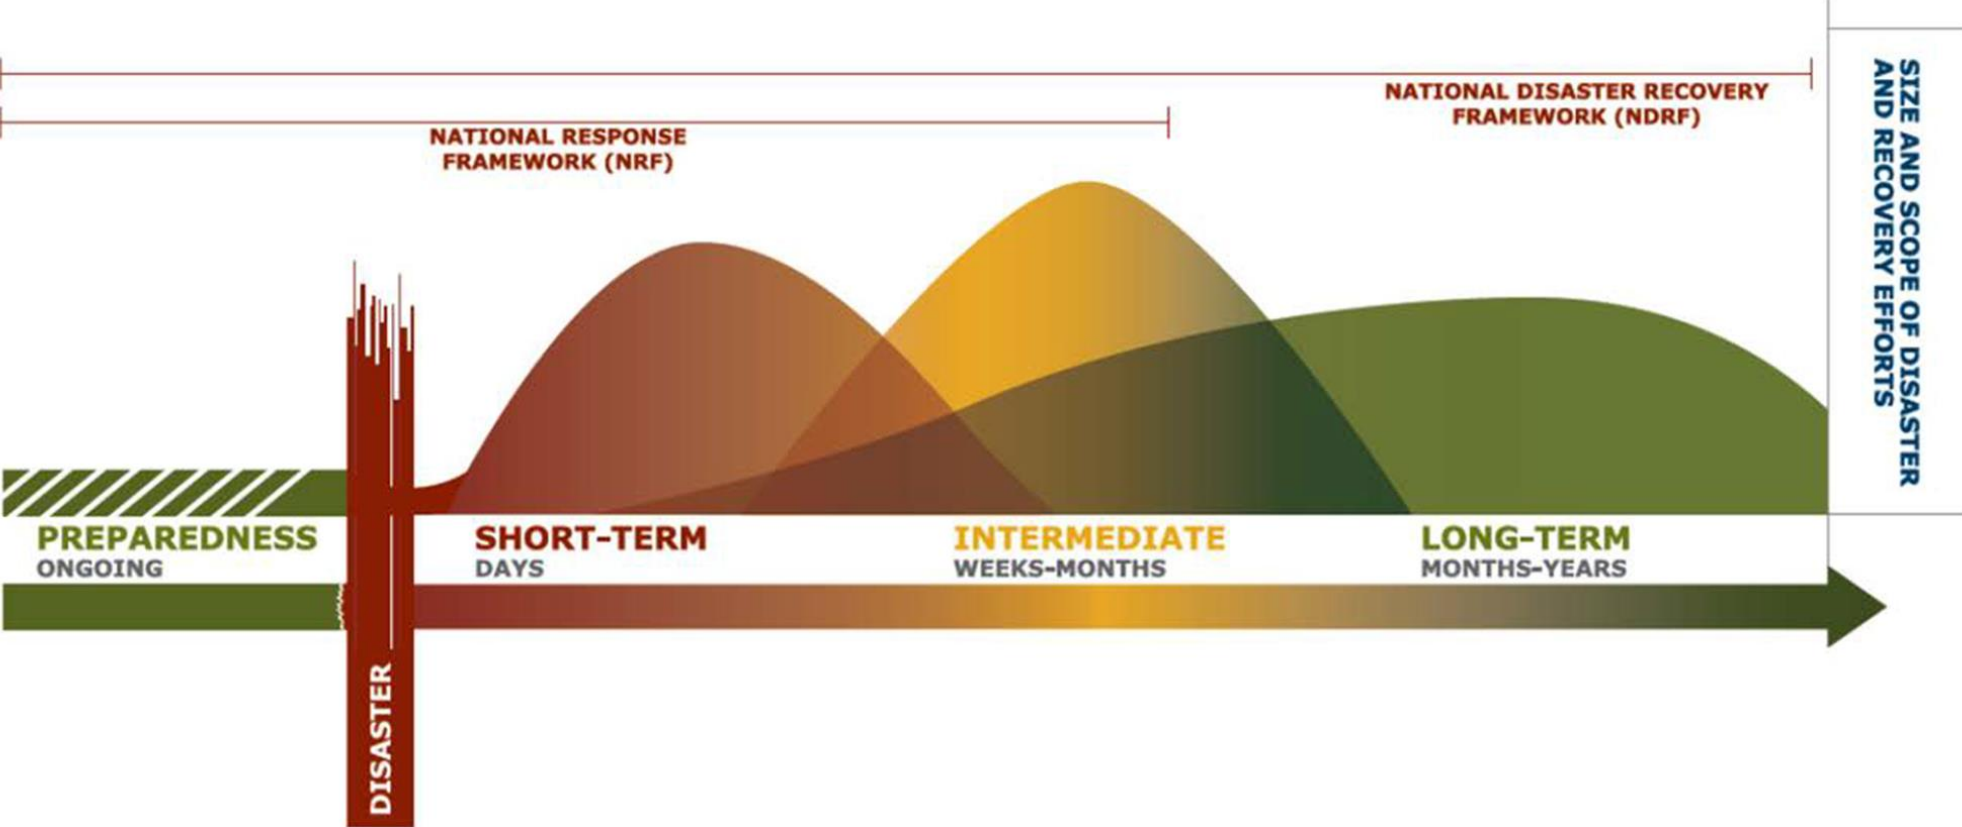 NATIONAL DISASTER RECOVERY
FRAMEWORK (NDRF)
NATIONAL RESPONSE
FRAMEWORK (NRF)
SIZE AND SCOPE OF DISASTER
AND RECOVERY EFFORTS
PREPAREDNESS
ONGOING
SHORT-TERM
DAYS
INTERMEDIATE
WEEKS-MONTHS
LONG-TERM
MONTHS-YEARS
DISASTER